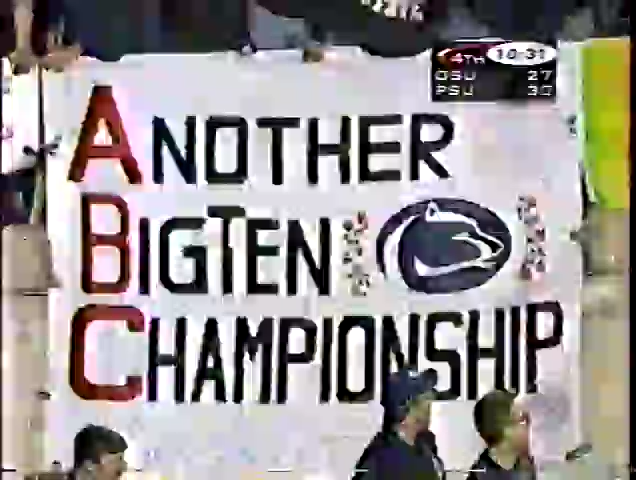 4TH 10:31
OSU 27
PSU 30
ANOTHER
BIGTEN
CHAMPIONSHIP